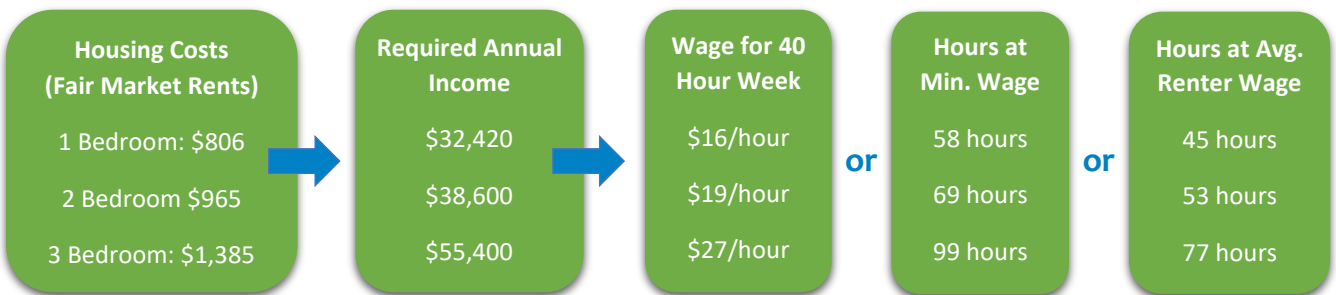 Housing Costs
(Fair Market Rents)
1 Bedroom: $806
2 Bedroom $965
3 Bedroom: $1,385
Required Annual
Income
$32,420
$38,600
$55,400
Wage for 40
Hour Week
$16/hour
$19/hour
$27/hour
or
Hours at
Min. Wage
58 hours
69 hours
99 hours
or
Hours at Avg.
Renter Wage
45 hours
53 hours
77 hours